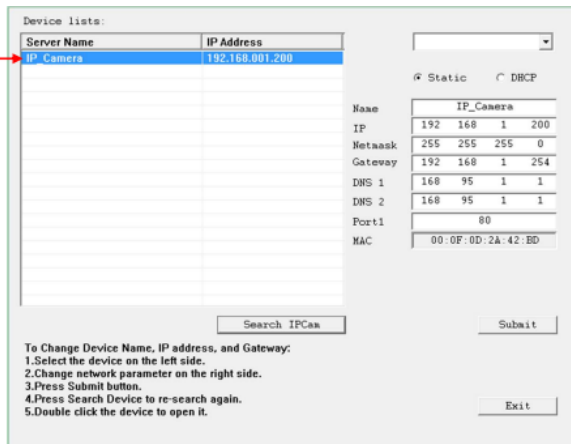 Device lists:
Server Name IP Address
IP_Camera 192.168.001.200
Static DHCP
Name IP_Camera
IP 192 168 1 200
Netmask 255 255 255 0
Gateway 192 168 1 254
DNS 1 168 95 1 1
DNS 2 168 95 1 1
Port1 80
MAC 00:0F:0D:2A:42:BD
Search IPCam Submit
To Change Device Name, IP address, and Gateway:
1.Select the device on the left side.
2.Change network parameter on the right side.
3.Press Submit button.
4.Press Search Device to re-search again.
5.Double click the device to open it.
Exit